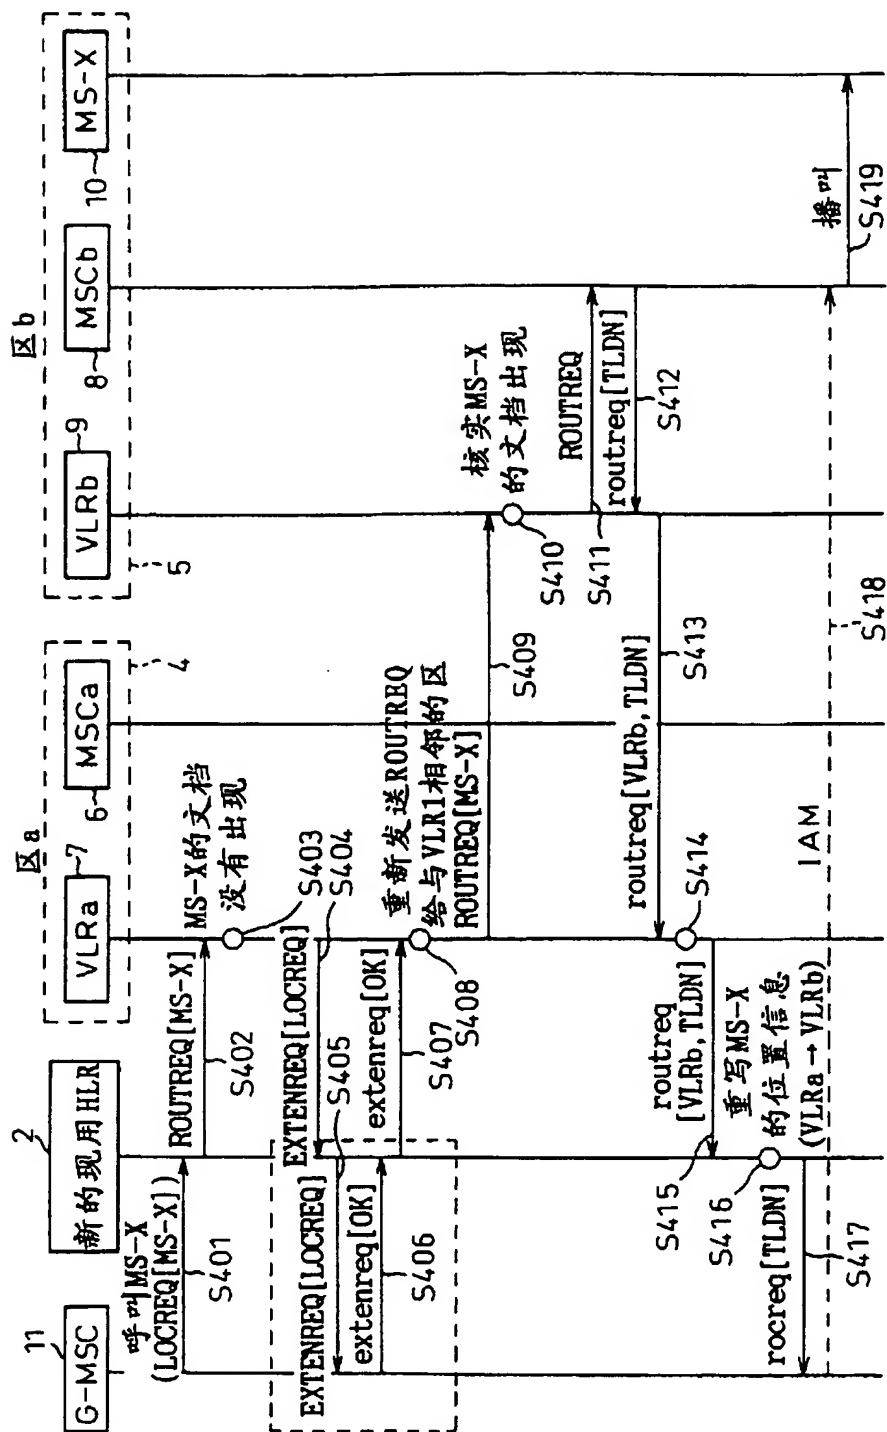 区a
区b
11
G-MSC
2
新的现用HLR
7
VLRa
6
MSCa
4
9
VLRb
5
8
MSCb
10
MS-X
呼叫MS-X
(LOCREQ[MS-X])
S401
ROUTREQ[MS-X]
S402
MS-X的文档
没有出现
S403
S404
EXTENREQ[LOCREQ]
S405
EXTENREQ[LOCREQ]
extenreq[OK]
S406
extenreq[OK]
S407
S408
重新发送ROUTREQ
给与VLR1相邻的区
ROUTREQ[MS-X]
S409
核实MS-X
的文档出现
S410
ROUTREQ
S411
routreq[TLDN]
S412
routreq[VLRb,TLDN]
S413
S414
routreq
[VLRb,TLDN]
S415
重写MS-X
的位置信息
(VLRa→VLRb)
S416
rocreq[TLDN]
S417
IAM
S418
播叫
S419